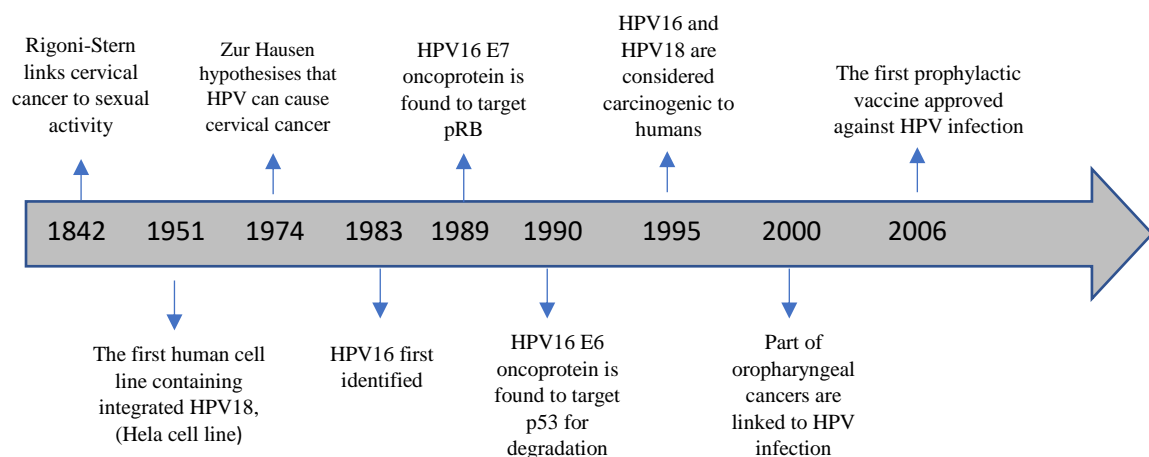 Rigoni-Stern
links cervical
cancer to sexual
activity
Zur Hausen
hypothesises that
HPV can cause
cervical cancer
HPV16 E7
oncoprotein is
found to target
pRB
HPV16 and
HPV18 are
considered
carcinogenic to
humans
The first prophylactic
vaccine approved
against HPV infection
1842 1951 1974 1983 1989 1990 1995 2000 2006
The first human cell
line containing
integrated HPV18,
(Hela cell line)
HPV16 first
identified
HPV16 E6
oncoprotein is
found to target
p53 for
degradation
Part of
oropharyngeal
cancers are
linked to HPV
infection